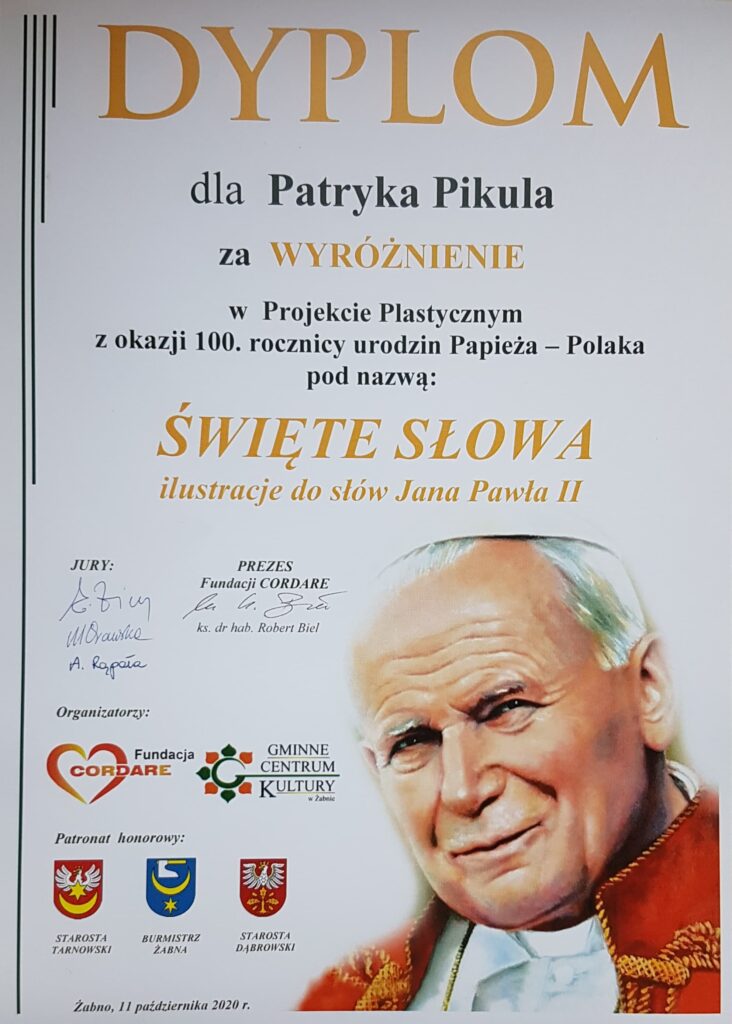 DYPLOM
dla Patryka Pikula
za WYRÓŻNIENIE
w Projekcie Plastycznym
z okazji 100. rocznicy urodzin Papieża – Polaka
pod nazwą:
ŚWIĘTE SŁOWA
ilustracje do słów Jana Pawła II
JURY:
A. Rąpała
PREZES
Fundacji CORDARE
ks. dr hab. Robert Biel
Organizatorzy:
Fundacja
CORDARE
GMINNE
CENTRUM
KULTURY
w Żabnie
Patronat honorowy:
STAROSTA
TARNOWSKI
BURMISTRZ
ŻABNA
STAROSTA
DĄBROWSKI
Żabno, 11 października 2020 r.